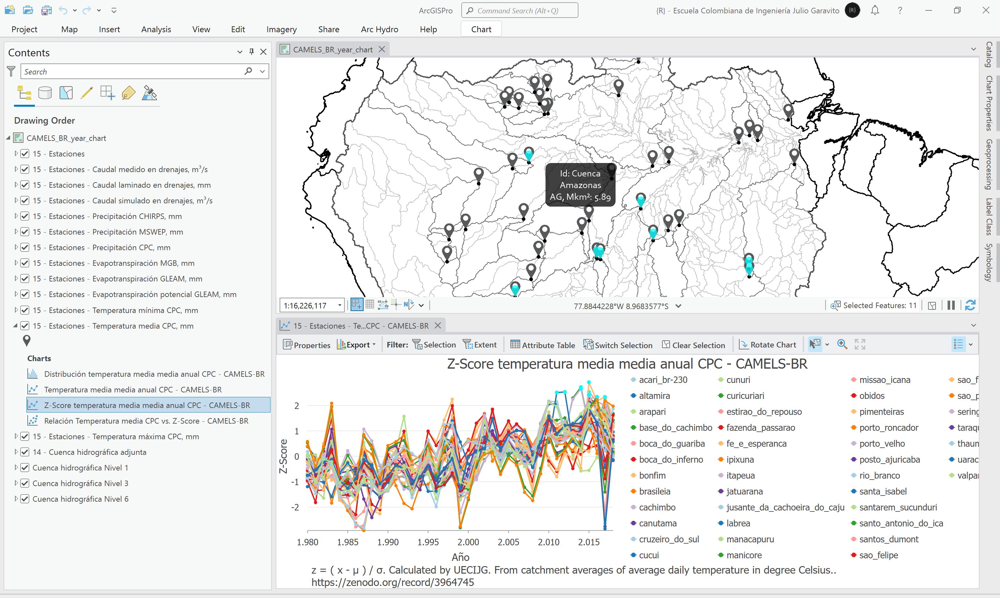 ArcGISPro
Command Search (Alt+Q)
{R} - Escuela Colombiana de Ingeniería Julio Garavito
{R}
?
Project Map Insert Analysis View Edit Imagery Share Arc Hydro Help Chart
Contents
Search
Drawing Order
CAMELS_BR_year_chart
15 - Estaciones
15 - Estaciones - Caudal medido en drenajes, m³/s
15 - Estaciones - Caudal laminado en drenajes, mm
15 - Estaciones - Caudal simulado en drenajes, m³/s
15 - Estaciones - Precipitación CHIRPS, mm
15 - Estaciones - Precipitación MSWEP, mm
15 - Estaciones - Precipitación CPC, mm
15 - Estaciones - Evapotranspiración MGB, mm
15 - Estaciones - Evapotranspiración GLEAM, mm
15 - Estaciones - Evapotranspiración potencial GLEAM, mm
15 - Estaciones - Temperatura mínima CPC, mm
15 - Estaciones - Temperatura media CPC, mm
Charts
Distribución temperatura media media anual CPC - CAMELS-BR
Temperatura media media anual CPC - CAMELS-BR
Z-Score temperatura media media anual CPC - CAMELS-BR
Relación Temperatura media CPC vs. Z-Score - CAMELS-BR
15 - Estaciones - Temperatura máxima CPC, mm
14 - Cuenca hidrográfica adjunta
Cuenca hidrográfica Nivel 1
Cuenca hidrográfica Nivel 3
Cuenca hidrográfica Nivel 6
CAMELS_BR_year_chart
Id: Cuenca
Amazonas
AG, Mkm²: 5.89
1:16,226,117
N
77.8844228°W 8.9683577°S
Selected Features: 11
Catalog
Chart Properties
Geoprocessing
Label Class
Symbology
15 - Estaciones - Te...CPC - CAMELS-BR
Properties Export Filter: Selection Extent Attribute Table Switch Selection Clear Selection Rotate Chart
Z-Score temperatura media media anual CPC - CAMELS-BR
Z-Score
2
1
0
-1
-2
1.980 1.985 1.990 1.995 2.000 2.005 2.010 2.015
Año
acari_br-230
altamira
arapari
base_do_cachimbo
boca_do_guariba
boca_do_inferno
bonfim
brasileia
cachimbo
canutama
cruzeiro_do_sul
cucui
cunuri
curicuriari
estirao_do_repouso
fazenda_passarao
fe_e_esperanca
ipixuna
itapeua
jatuarana
jusante_da_cachoeira_do_caju
labrea
manacapuru
manicore
missao_icana
obidos
pimenteiras
porto_roncador
porto_velho
posto_ajuricaba
rio_branco
santa_isabel
santarem_sucunduri
santo_antonio_do_ica
santos_dumont
sao_felipe
sao_f
sao_p
sering
taraqu
thaum
uarac
valpar
z = ( x - μ ) / σ. Calculated by UECIJG. From catchment averages of average daily temperature in degree Celsius..
https://zenodo.org/record/3964745